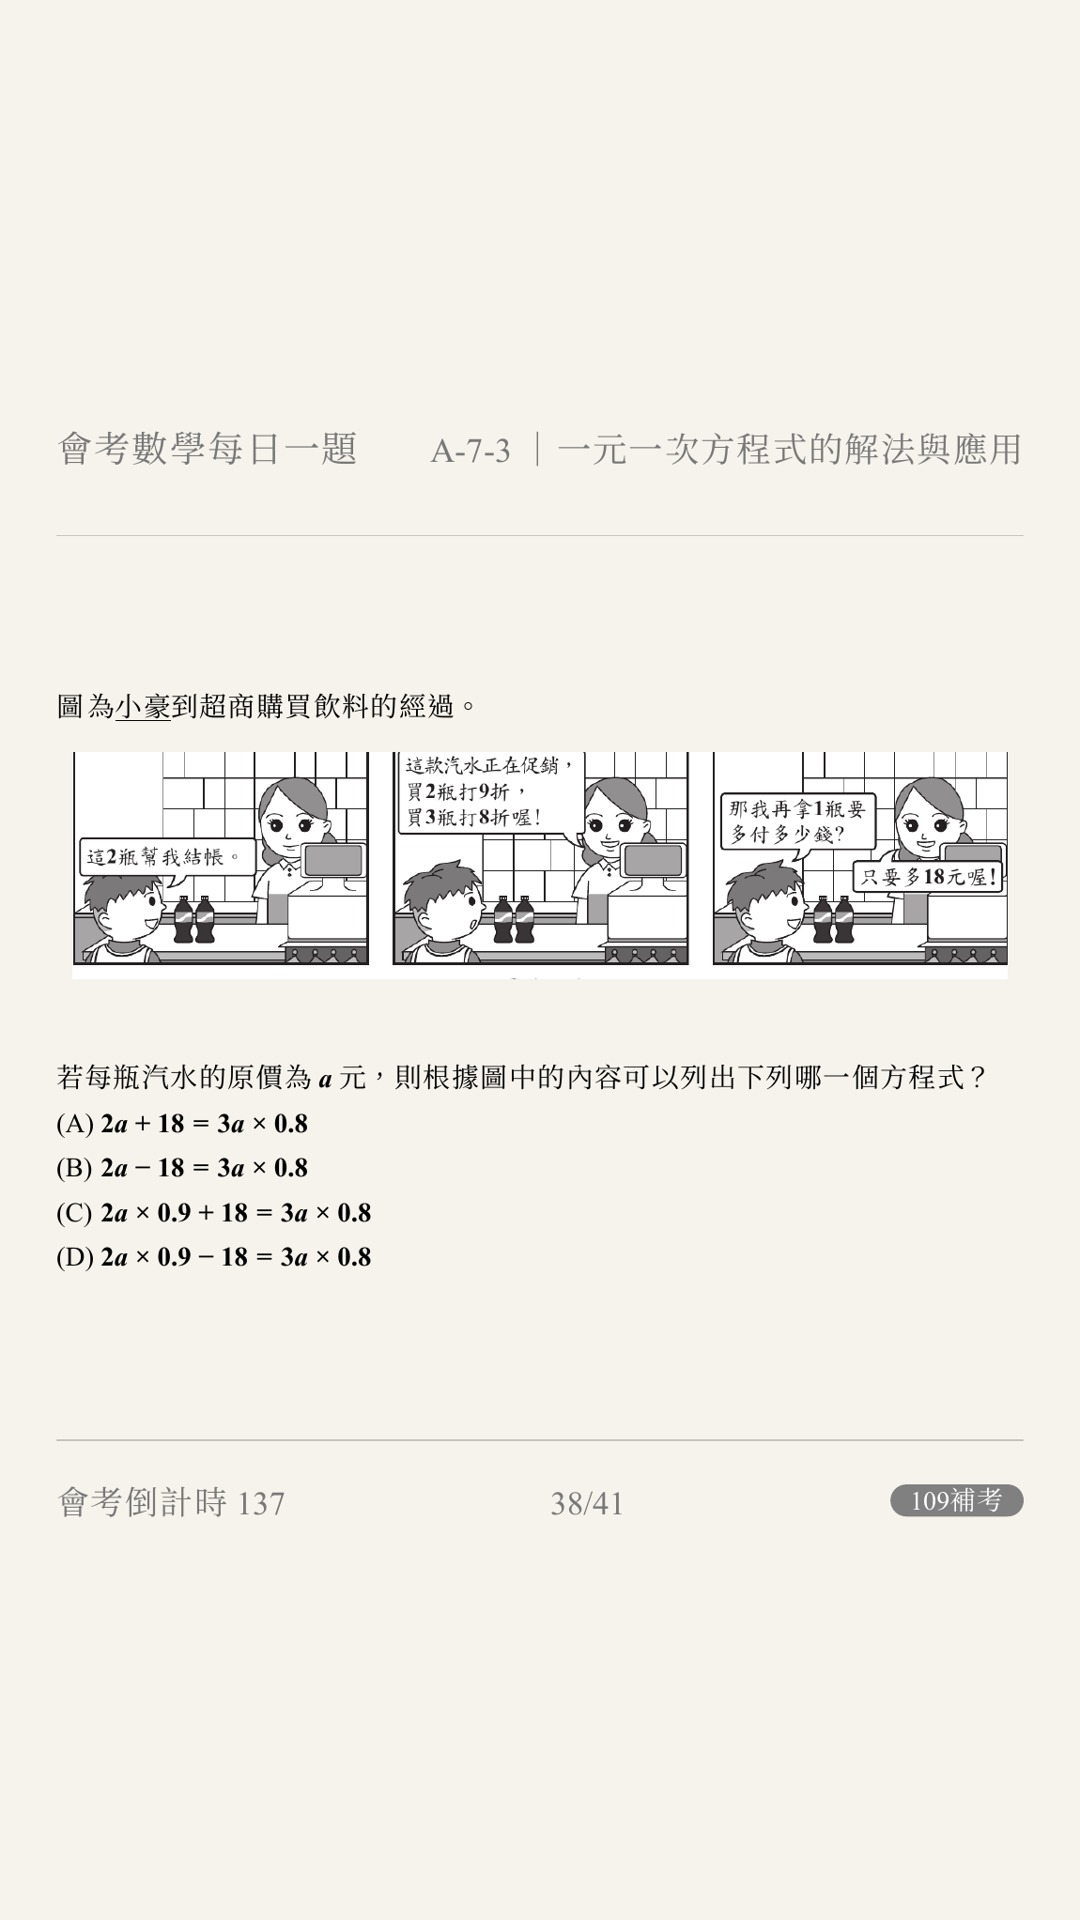 會考數學每日一題
A-7-3｜一元一次方程式的解法與應用
圖為小豪到超商購買飲料的經過。
這2瓶幫我結帳。
這款汽水正在促銷，
買2瓶打9折，
買3瓶打8折喔！
那我再拿1瓶要
多付多少錢？
只要多18元喔！
若每瓶汽水的原價為 a 元，則根據圖中的內容可以列出下列哪一個方程式？
(A) 2a + 18 = 3a × 0.8
(B) 2a − 18 = 3a × 0.8
(C) 2a × 0.9 + 18 = 3a × 0.8
(D) 2a × 0.9 − 18 = 3a × 0.8
會考倒計時 137
38/41
109補考